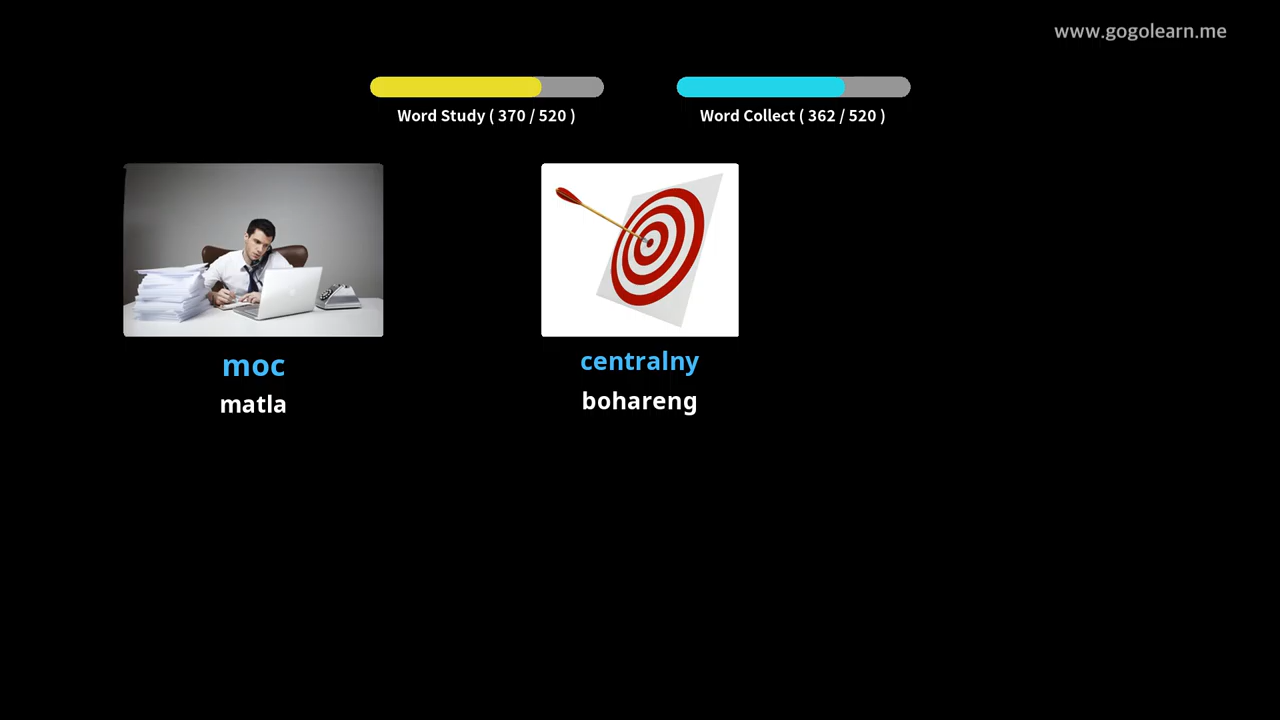 www.gogolearn.me
Word Study ( 370 / 520 )
Word Collect ( 362 / 520 )
moc
matla
centralny
bohareng